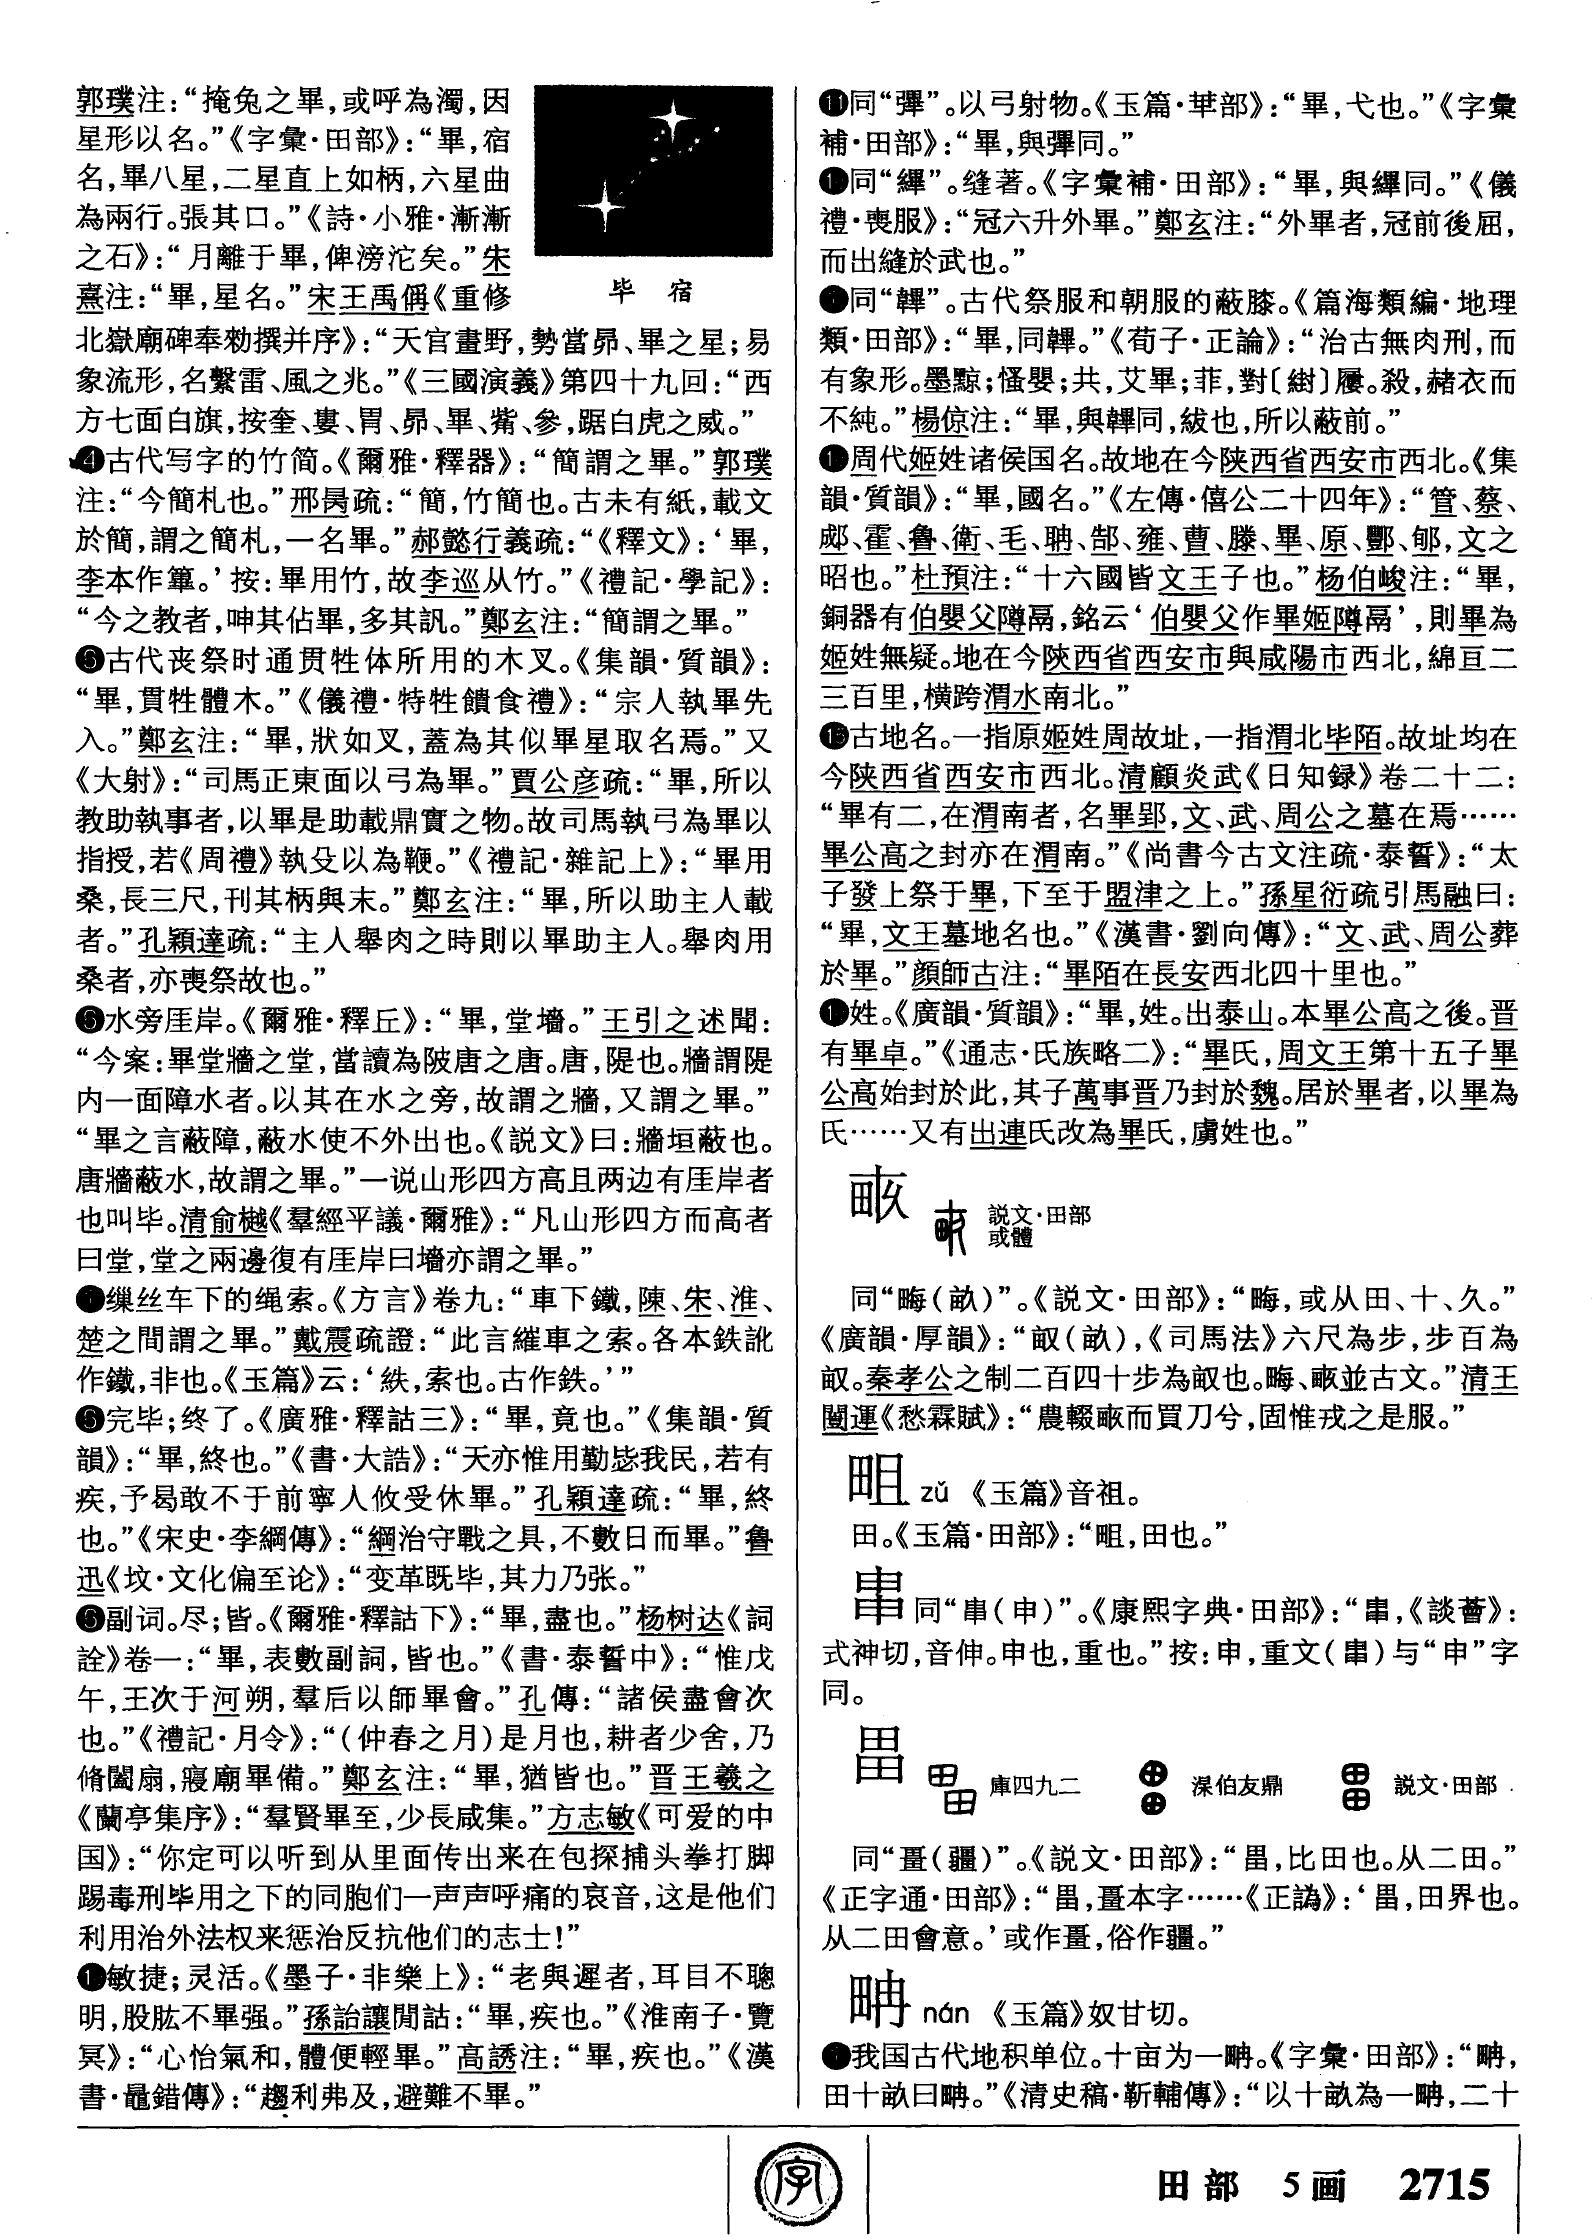 郭璞注：“掩兔之畢，或呼為濁，因
星形以名。”《字彙·田部》：“畢，宿
名，畢八星，二星直上如柄，六星曲
為兩行。張其口。”《詩·小雅·漸漸
之石》：“月離于畢，俾滂沱矣。”朱
熹注：“畢，星名。”宋王禹偁《重修
毕 宿
北嶽廟碑奉勑撰并序》：“天官畫野，勢當昴、畢之星；易
象流形，名繫雷、風之兆。”《三國演義》第四十九回：“西
方七面白旗，按奎、婁、胃、昴、畢、觜、參，踞白虎之威。”
❹古代写字的竹简。《爾雅·釋器》：“簡謂之畢。”郭璞
注：“今簡札也。”邢昺疏：“簡，竹簡也。古未有紙，載文
於簡，謂之簡札，一名畢。”郝懿行義疏：“《釋文》：‘畢，
李本作篳。’按：畢用竹，故李巡从竹。”《禮記·學記》：
“今之教者，呻其佔畢，多其訊。”鄭玄注：“簡謂之畢。”
❺古代丧祭时通贯牲体所用的木叉。《集韻·質韻》：
“畢，貫牲體木。”《儀禮·特牲饋食禮》：“宗人執畢先
入。”鄭玄注：“畢，狀如叉，蓋為其似畢星取名焉。”又
《大射》：“司馬正東面以弓為畢。”賈公彦疏：“畢，所以
教助執事者，以畢是助載鼎實之物。故司馬執弓為畢以
指授，若《周禮》執殳以為鞭。”《禮記·雜記上》：“畢用
桑，長三尺，刊其柄與末。”鄭玄注：“畢，所以助主人載
者。”孔穎達疏：“主人舉肉之時則以畢助主人。舉肉用
桑者，亦喪祭故也。”
❻水旁厓岸。《爾雅·釋丘》：“畢，堂墻。”王引之述聞：
“今案：畢堂牆之堂，當讀為陂唐之唐。唐，隄也。牆謂隄
内一面障水者。以其在水之旁，故謂之牆，又謂之畢。”
“畢之言蔽障，蔽水使不外出也。《説文》曰：牆垣蔽也。
唐牆蔽水，故謂之畢。”一说山形四方高且两边有厓岸者
也叫毕。清俞樾《羣經平議·爾雅》：“凡山形四方而高者
曰堂，堂之兩邊復有厓岸曰墻亦謂之畢。”
❼缫丝车下的绳索。《方言》卷九：“車下鐵，陳、宋、淮、
楚之間謂之畢。”戴震疏證：“此言維車之索。各本鉄訛
作鐵，非也。《玉篇》云：‘紩，索也。古作鉄。’”
❽完毕；终了。《廣雅·釋詁三》：“畢，竟也。”《集韻·質
韻》：“畢，終也。”《書·大誥》：“天亦惟用勤毖我民，若有
疾，予曷敢不于前寧人攸受休畢。”孔穎達疏：“畢，終
也。”《宋史·李綱傳》：“綱治守戰之具，不數日而畢。”魯
迅《坟·文化偏至论》：“变革既毕，其力乃张。”
❾副词。尽；皆。《爾雅·釋詁下》：“畢，盡也。”杨树达《詞
詮》卷一：“畢，表數副詞，皆也。”《書·泰誓中》：“惟戊
午，王次于河朔，羣后以師畢會。”孔傳：“諸侯盡會次
也。”《禮記·月令》：“（仲春之月）是月也，耕者少舍，乃
脩闔扇，寢廟畢備。”鄭玄注：“畢，猶皆也。”晋王羲之
《蘭亭集序》：“羣賢畢至，少長咸集。”方志敏《可爱的中
国》：“你定可以听到从里面传出来在包探捕头拳打脚
踢毒刑毕用之下的同胞们一声声呼痛的哀音，这是他们
利用治外法权来惩治反抗他们的志士！”
❿敏捷；灵活。《墨子·非樂上》：“老與遲者，耳目不聰
明，股肱不畢强。”孫詒讓閒詁：“畢，疾也。”《淮南子·覽
冥》：“心怡氣和，體便輕畢。”高誘注：“畢，疾也。”《漢
書·鼂錯傳》：“趨利弗及，避難不畢。”
⓫同“彃”。以弓射物。《玉篇·𠦒部》：“畢，弋也。”《字彙
補·田部》：“畢，與彃同。”
⓬同“縪”。缝著。《字彙補·田部》：“畢，與縪同。”《儀
禮·喪服》：“冠六升外畢。”鄭玄注：“外畢者，冠前後屈，
而出縫於武也。”
⓭同“韠”。古代祭服和朝服的蔽膝。《篇海類編·地理
類·田部》：“畢，同韠。”《荀子·正論》：“治古無肉刑，而
有象形。墨黥；慅嬰；共，艾畢；菲，對〔紨〕屨。殺，赭衣而
不純。”楊倞注：“畢，與韠同，紱也，所以蔽前。”
⓮周代姬姓诸侯国名。故地在今陕西省西安市西北。《集
韻·質韻》：“畢，國名。”《左傳·僖公二十四年》：“管、蔡、
郕、霍、魯、衛、毛、聃、郜、雍、曹、滕、畢、原、酆、郇，文之
昭也。”杜預注：“十六國皆文王子也。”杨伯峻注：“畢，
銅器有伯嬰父䵼鬲，銘云‘伯嬰父作畢姬䵼鬲’，則畢為
姬姓無疑。地在今陝西省西安市與咸陽市西北，綿亘二
三百里，横跨渭水南北。”
⓯古地名。一指原姬姓周故址，一指渭北毕陌。故址均在
今陕西省西安市西北。清顧炎武《日知録》卷二十二：
“畢有二，在渭南者，名畢郢，文、武、周公之墓在焉……
畢公高之封亦在渭南。”《尚書今古文注疏·泰誓》：“太
子發上祭于畢，下至于盟津之上。”孫星衍疏引馬融曰：
“畢，文王墓地名也。”《漢書·劉向傳》：“文、武、周公葬
於畢。”顔師古注：“畢陌在長安西北四十里也。”
⓰姓。《廣韻·質韻》：“畢，姓。出泰山。本畢公高之後。晋
有畢卓。”《通志·氏族略二》：“畢氏，周文王第十五子畢
公高始封於此，其子萬事晋乃封於魏。居於畢者，以畢為
氏……又有出連氏改為畢氏，虜姓也。”
畞 説文·田部
或體
同“畮（畝）”。《説文·田部》：“畮，或从田、十、久。”
《廣韻·厚韻》：“畝（畝），《司馬法》六尺為步，步百為
畝。秦孝公之制二百四十步為畝也。畮、畞並古文。”清王
闓運《愁霖賦》：“農輟畞而買刀兮，固惟戎之是服。”
𤱌 zǔ 《玉篇》音祖。
田。《玉篇·田部》：“𤱌，田也。”
同“𤰶（申）”。《康熙字典·田部》：“《談薈》：
式神切，音伸。申也，重也。”按：申，重文与“申”字
同。
畕 庫四九二 深伯友鼎 説文·田部
同“畺（疆）”。《説文·田部》：“畕，比田也。从二田。”
《正字通·田部》：“畕，畺本字……《正譌》：‘畕，田界也。
从二田會意。’或作畺，俗作疆。”
畘 nán 《玉篇》奴甘切。
❶我国古代地积单位。十亩为一畘。《字彙·田部》：“畘，
田十畝曰畘。”《清史稿·靳輔傳》：“以十畝為一畘，二十
字
田部 5画 2715